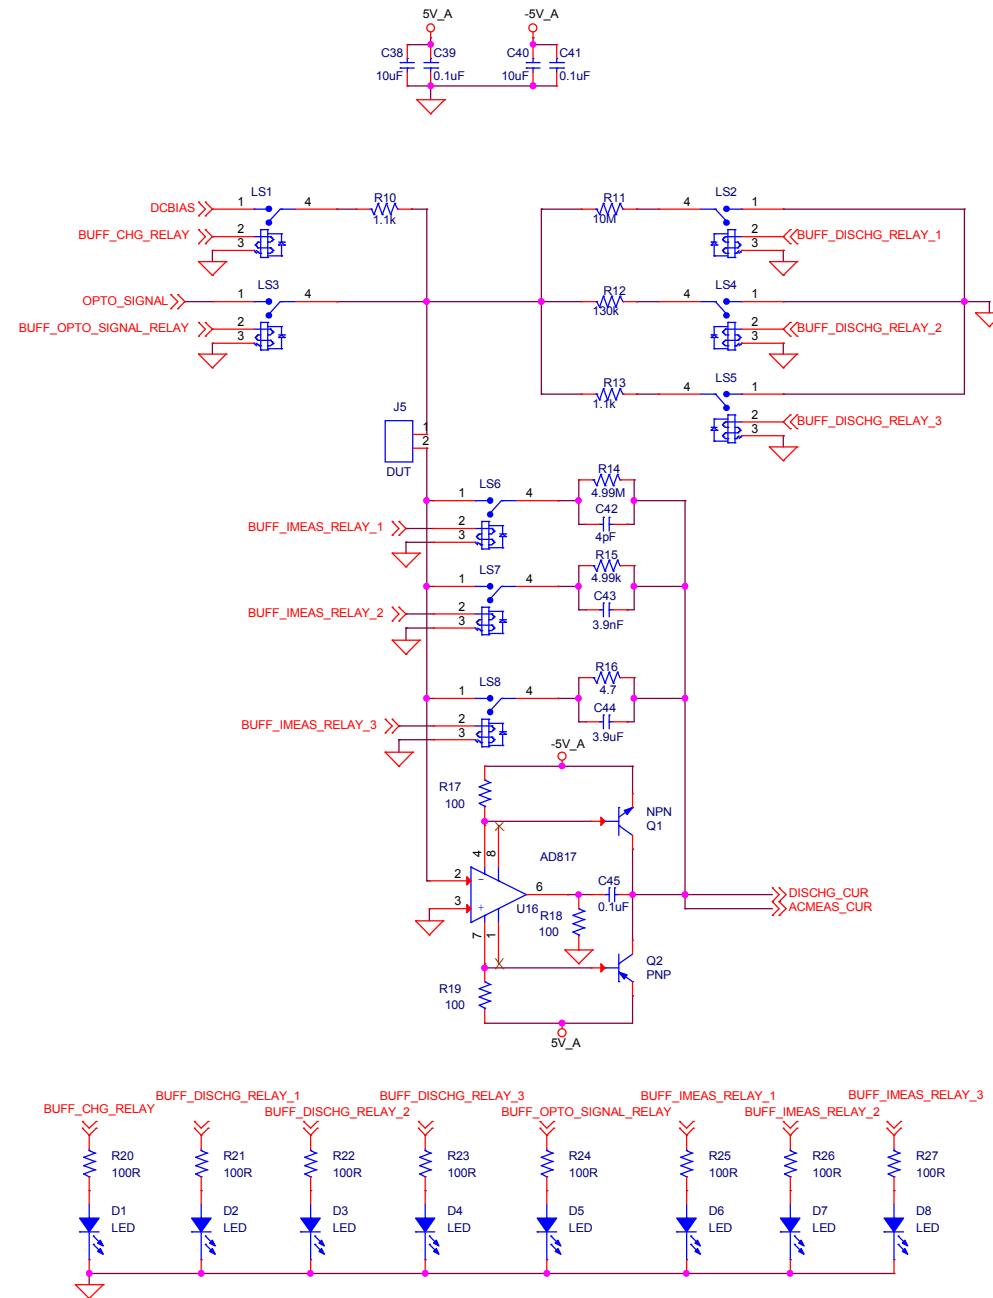 5V_A -5V_A
C38 C39 C40 C41
10uF 0.1uF 10uF 0.1uF
LS1 LS2
DCBIAS 1 4 R10 1.1k R11 10M 4 1
BUFF_CHG_RELAY 2 2 BUFF_DISCHG_RELAY_1
3 3
LS3 LS4
OPTO_SIGNAL 1 4 R12 130k 4 1
BUFF_OPTO_SIGNAL_RELAY 2 2 BUFF_DISCHG_RELAY_2
3 3
LS5
R13 1.1k 4 1
J5 2 BUFF_DISCHG_RELAY_3
1 3
2
DUT
R14
LS6 4.99M
1 4 C42
BUFF_IMEAS_RELAY_1 2 4pF
3
R15
LS7 4.99k
1 4 C43
BUFF_IMEAS_RELAY_2 2 3.9nF
3
R16
LS8 4.7
1 4 C44
BUFF_IMEAS_RELAY_3 2 3.9uF
3
-5V_A
R17 NPN
100 Q1
4 8 AD817
2 - 6 C45 DISCHG_CUR
3 + U16 0.1uF ACMEAS_CUR
R18
100
7 1
Q2
PNP
R19
100
5V_A
BUFF_DISCHG_RELAY_1 BUFF_DISCHG_RELAY_3 BUFF_IMEAS_RELAY_1 BUFF_IMEAS_RELAY_3
BUFF_CHG_RELAY BUFF_DISCHG_RELAY_2 BUFF_OPTO_SIGNAL_RELAY BUFF_IMEAS_RELAY_2
R20 R21 R22 R23 R24 R25 R26 R27
100R 100R 100R 100R 100R 100R 100R 100R
D1 D2 D3 D4 D5 D6 D7 D8
LED LED LED LED LED LED LED LED